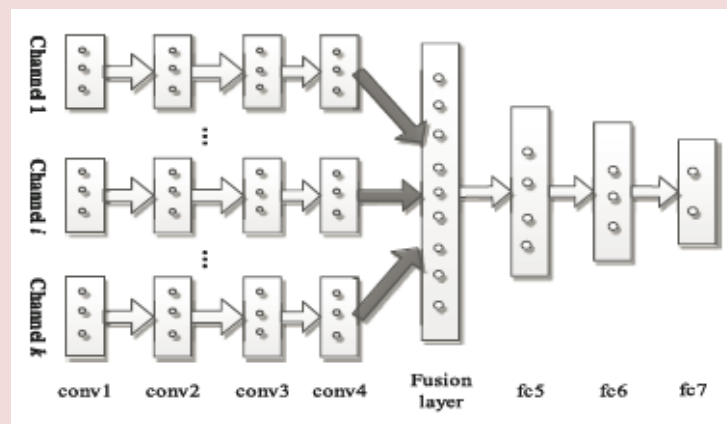 Channel 1
...
Channel i
...
Channel k
conv1 conv2 conv3 conv4 Fusion layer fc5 fc6 fc7